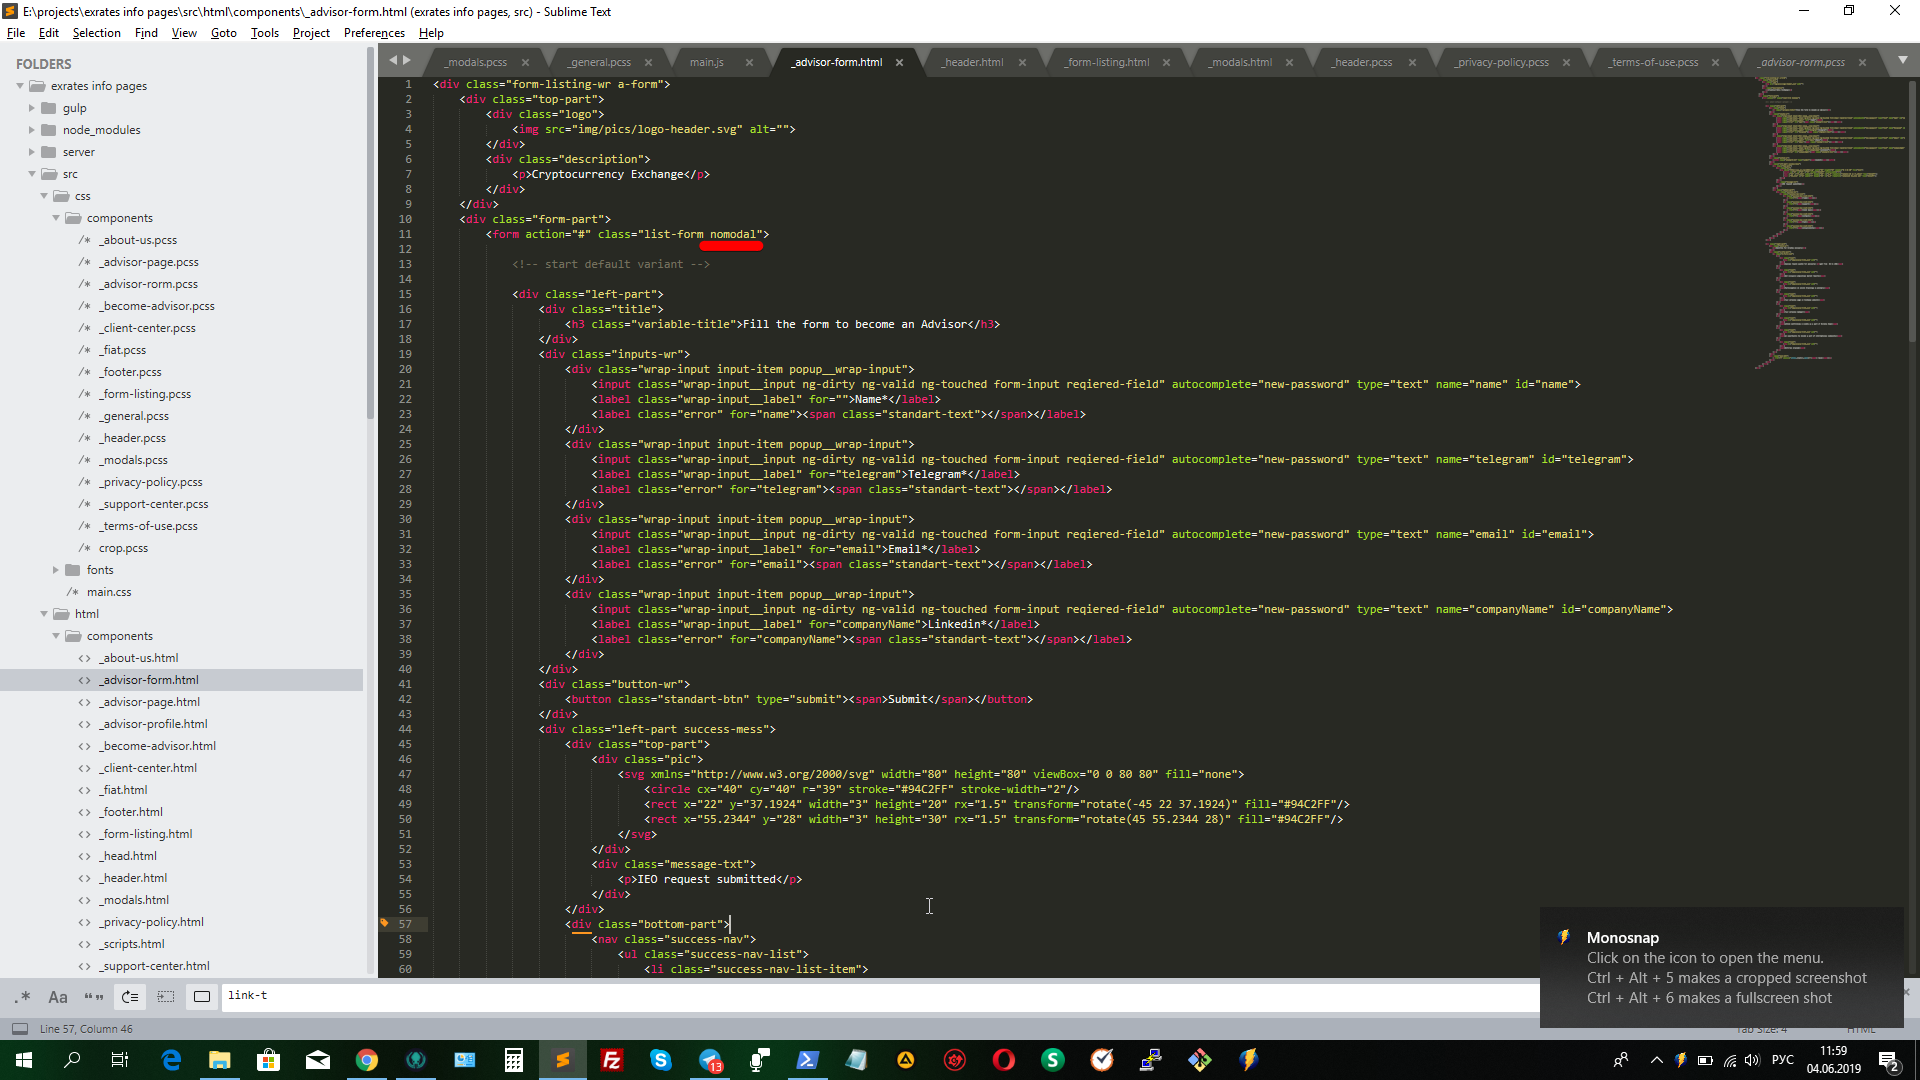 E:\projects\exrates info pages\src\html\components\_advisor-form.html (exrates info pages, src) - Sublime Text
File Edit Selection Find View Goto Tools Project Preferences Help
FOLDERS
exrates info pages
gulp
node_modules
server
src
css
components
/* _about-us.pcss
/* _advisor-page.pcss
/* _advisor-rorm.pcss
/* _become-advisor.pcss
/* _client-center.pcss
/* _fiat.pcss
/* _footer.pcss
/* _form-listing.pcss
/* _general.pcss
/* _header.pcss
/* _modals.pcss
/* _privacy-policy.pcss
/* _support-center.pcss
/* _terms-of-use.pcss
/* crop.pcss
fonts
/* main.css
html
components
<> _about-us.html
<> _advisor-form.html
<> _advisor-page.html
<> _advisor-profile.html
<> _become-advisor.html
<> _client-center.html
<> _fiat.html
<> _footer.html
<> _form-listing.html
<> _head.html
<> _header.html
<> _modals.html
<> _privacy-policy.html
<> _scripts.html
<> _support-center.html
_modals.pcss × _general.pcss × main.js × _advisor-form.html × _header.html × _form-listing.html × _modals.html × _header.pcss × _privacy-policy.pcss × _terms-of-use.pcss × _advisor-rorm.pcss ×
1 <div class="form-listing-wr a-form">
2 <div class="top-part">
3 <div class="logo">
4 <img src="img/pics/logo-header.svg" alt="">
5 </div>
6 <div class="description">
7 <p>Cryptocurrency Exchange</p>
8 </div>
9 </div>
10 <div class="form-part">
11 <form action="#" class="list-form nomodal">
12
13 <!-- start default variant -->
14
15 <div class="left-part">
16 <div class="title">
17 <h3 class="variable-title">Fill the form to become an Advisor</h3>
18 </div>
19 <div class="inputs-wr">
20 <div class="wrap-input input-item popup__wrap-input">
21 <input class="wrap-input__input ng-dirty ng-valid ng-touched form-input reqiered-field" autocomplete="new-password" type="text" name="name" id="name">
22 <label class="wrap-input__label" for="">Name*</label>
23 <label class="error" for="name"><span class="standart-text"></span></label>
24 </div>
25 <div class="wrap-input input-item popup__wrap-input">
26 <input class="wrap-input__input ng-dirty ng-valid ng-touched form-input reqiered-field" autocomplete="new-password" type="text" name="telegram" id="telegram">
27 <label class="wrap-input__label" for="telegram">Telegram*</label>
28 <label class="error" for="telegram"><span class="standart-text"></span></label>
29 </div>
30 <div class="wrap-input input-item popup__wrap-input">
31 <input class="wrap-input__input ng-dirty ng-valid ng-touched form-input reqiered-field" autocomplete="new-password" type="text" name="email" id="email">
32 <label class="wrap-input__label" for="email">Email*</label>
33 <label class="error" for="email"><span class="standart-text"></span></label>
34 </div>
35 <div class="wrap-input input-item popup__wrap-input">
36 <input class="wrap-input__input ng-dirty ng-valid ng-touched form-input reqiered-field" autocomplete="new-password" type="text" name="companyName" id="companyName">
37 <label class="wrap-input__label" for="companyName">Linkedin*</label>
38 <label class="error" for="companyName"><span class="standart-text"></span></label>
39 </div>
40 </div>
41 <div class="button-wr">
42 <button class="standart-btn" type="submit"><span>Submit</span></button>
43 </div>
44 <div class="left-part success-mess">
45 <div class="top-part">
46 <div class="pic">
47 <svg xmlns="http://www.w3.org/2000/svg" width="80" height="80" viewBox="0 0 80 80" fill="none">
48 <circle cx="40" cy="40" r="39" stroke="#94C2FF" stroke-width="2"/>
49 <rect x="22" y="37.1924" width="3" height="20" rx="1.5" transform="rotate(-45 22 37.1924)" fill="#94C2FF"/>
50 <rect x="55.2344" y="28" width="3" height="30" rx="1.5" transform="rotate(45 55.2344 28)" fill="#94C2FF"/>
51 </svg>
52 </div>
53 <div class="message-txt">
54 <p>IEO request submitted</p>
55 </div>
56 </div>
57 <div class="bottom-part">
58 <nav class="success-nav">
59 <ul class="success-nav-list">
60 <li class="success-nav-list-item">
Monosnap
Click on the icon to open the menu.
Ctrl + Alt + 5 makes a cropped screenshot
Ctrl + Alt + 6 makes a fullscreen shot
.* Aa “ ” link-t
Line 57, Column 46 Tab Size: 4 HTML
13 РУС 11:59
04.06.2019 2